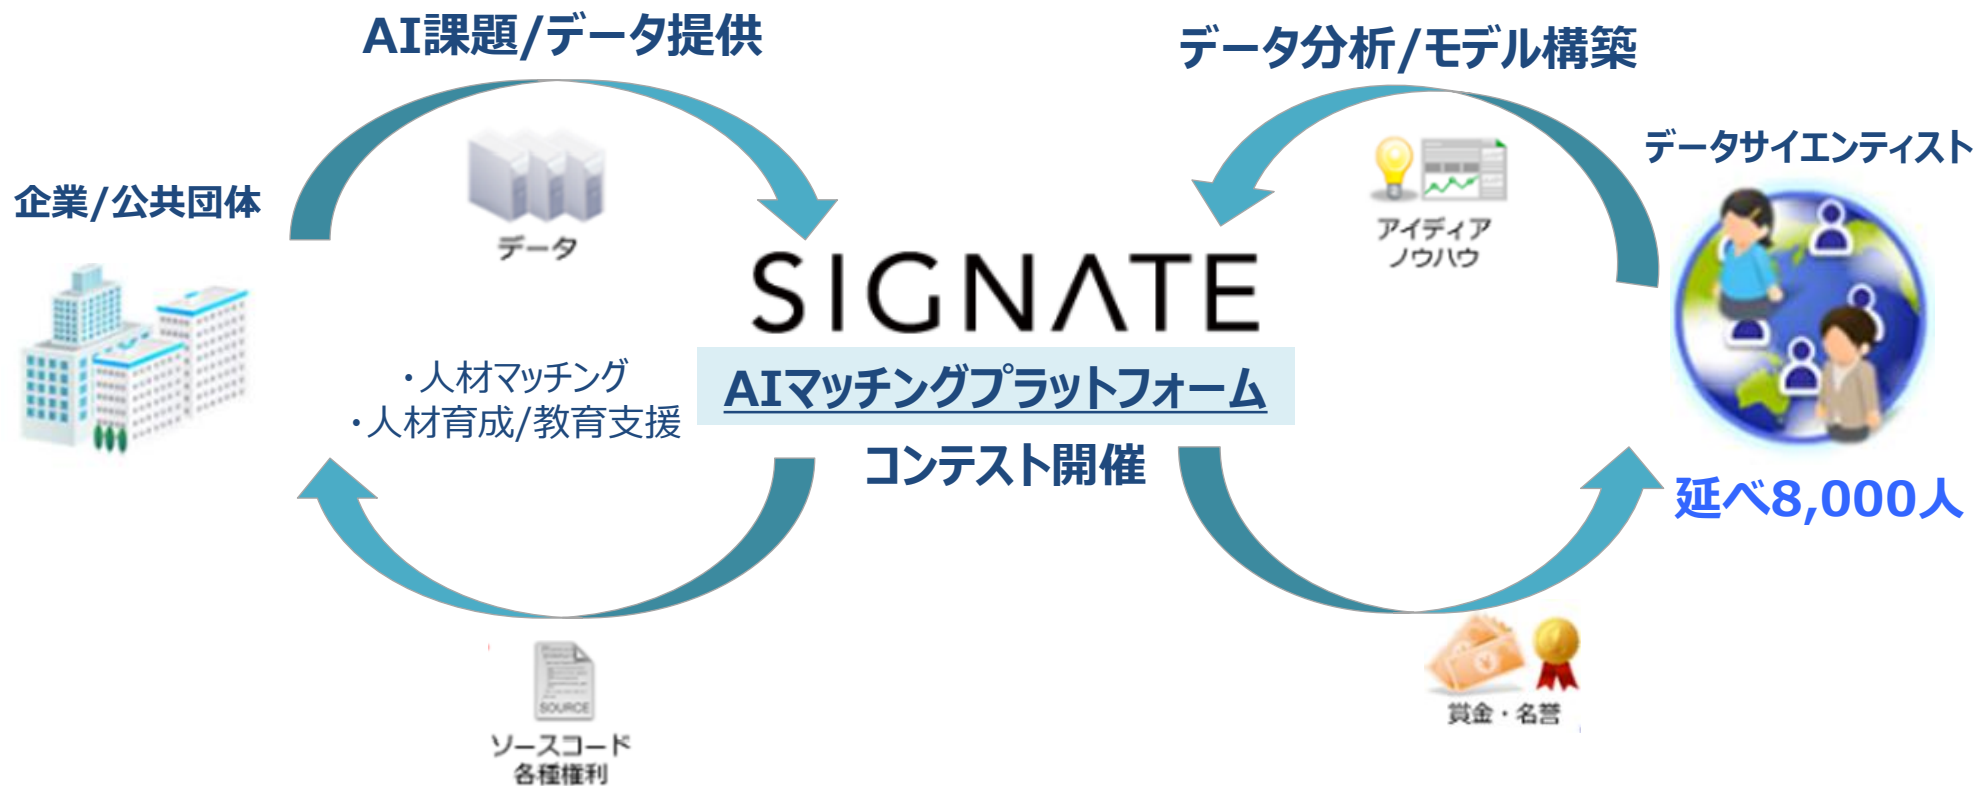 AI課題/データ提供
データ分析/モデル構築
データサイエンティスト
企業/公共団体
データ
アイディア
ノウハウ
SIGNATE
・人材マッチング
・人材育成/教育支援
AIマッチングプラットフォーム
コンテスト開催
延べ8,000人
SOURCE
ソースコード
各種権利
賞金・名誉